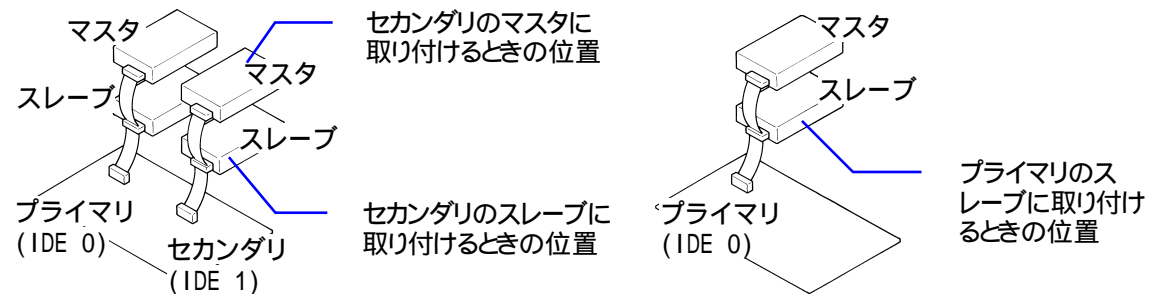 マスタ
スレーブ
マスタ
スレーブ
プライマリ
(IDE 0)
セカンダリ
(IDE 1)
セカンダリのマスタに
取り付けるときの位置
セカンダリのスレーブに
取り付けるときの位置
マスタ
スレーブ
プライマリ
(IDE 0)
プライマリのス
レーブに取り付け
るときの位置